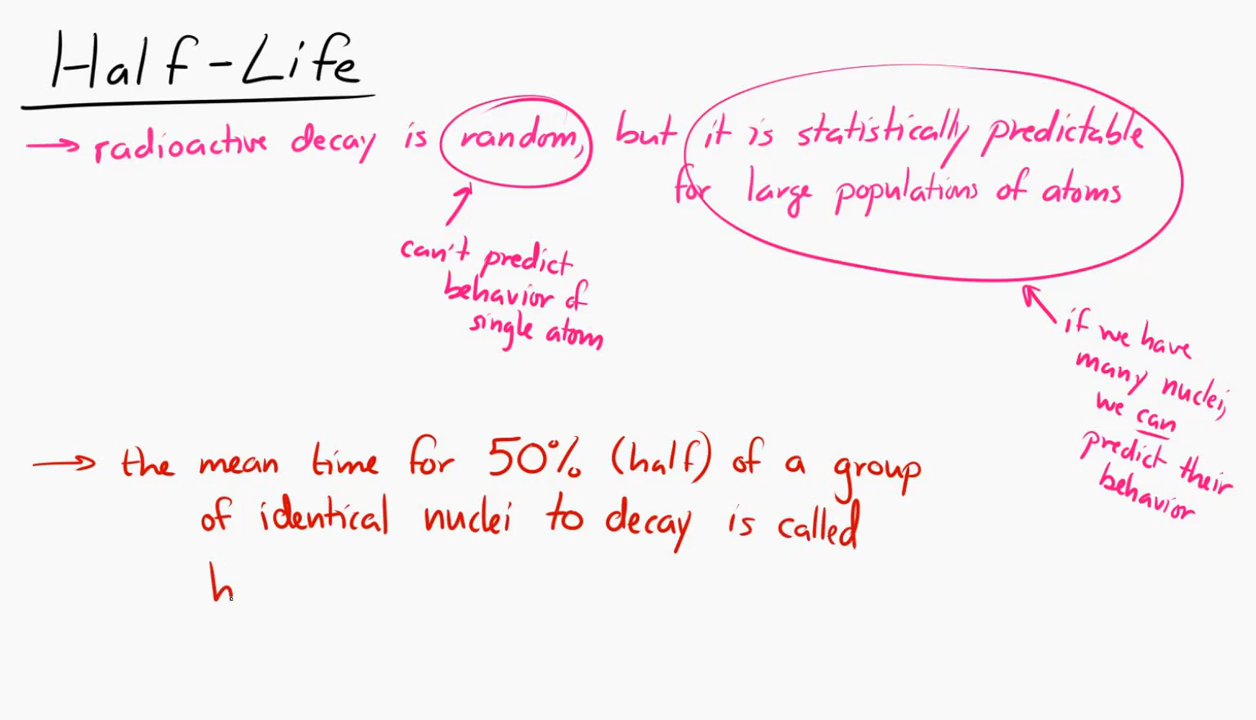 Half-Life
→ radioactive decay is random, but it is statistically predictable
for large populations of atoms
can't predict
behavior of
single atom
if we have
many nuclei,
we can
predict their
behavior
→ the mean time for 50% (half) of a group
of identical nuclei to decay is called
h